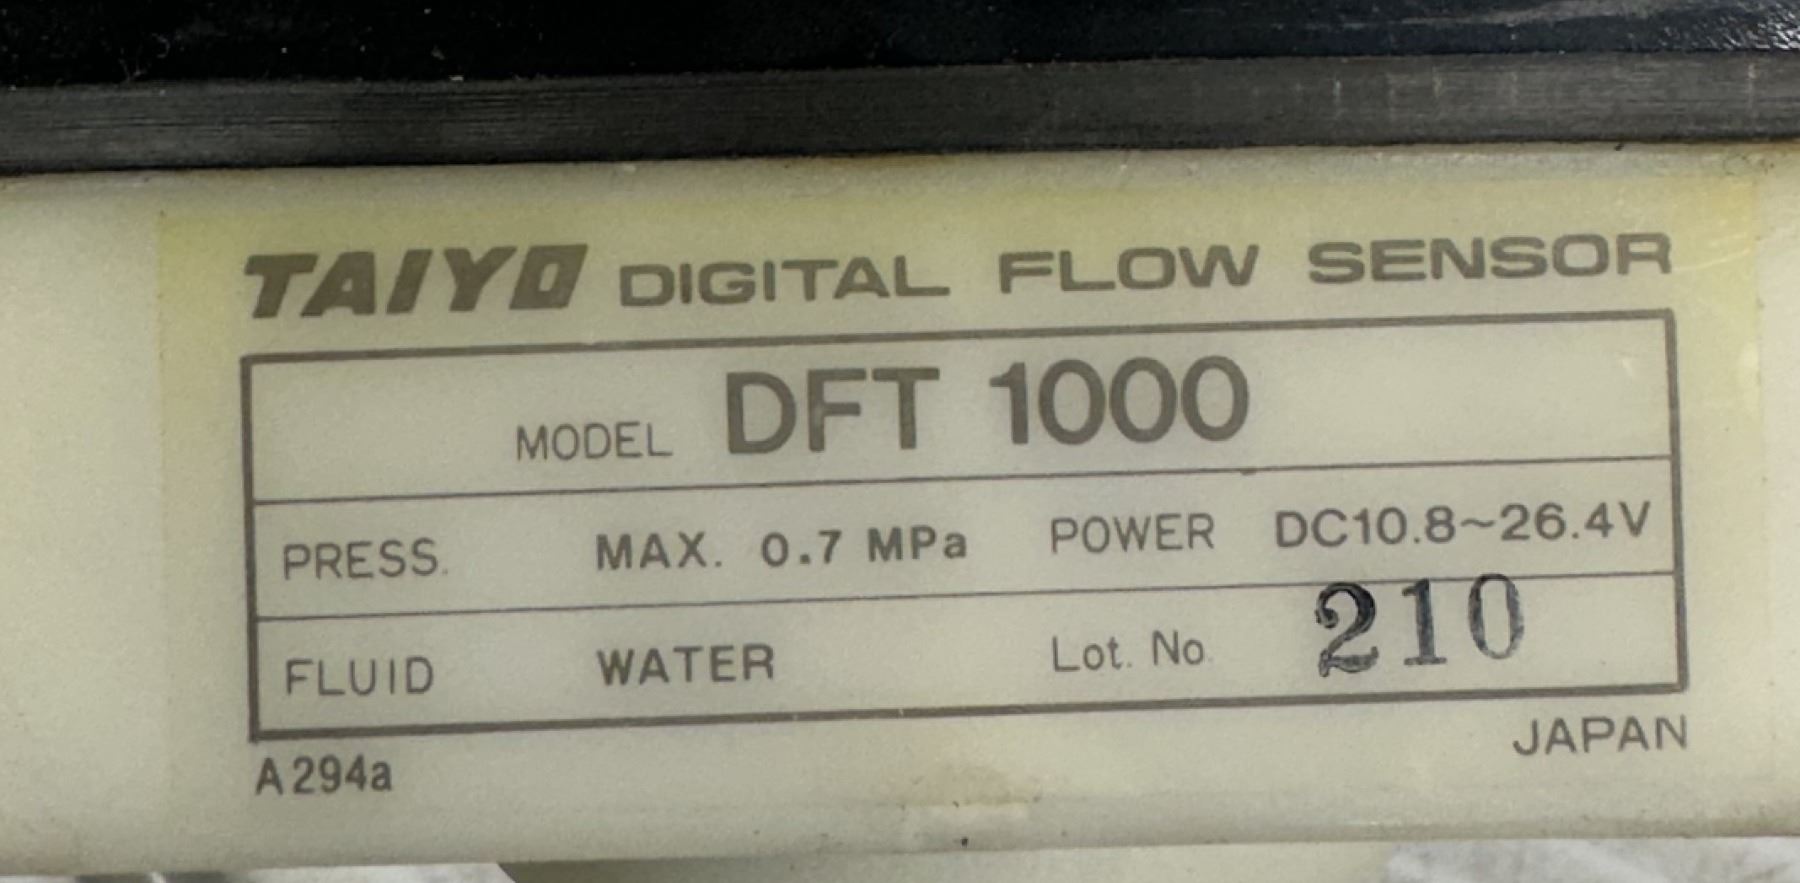 TAIYO DIGITAL FLOW SENSOR
MODEL DFT 1000
PRESS. MAX. 0.7 MPa POWER DC10.8~26.4V
FLUID WATER Lot. No. 210
A294a JAPAN